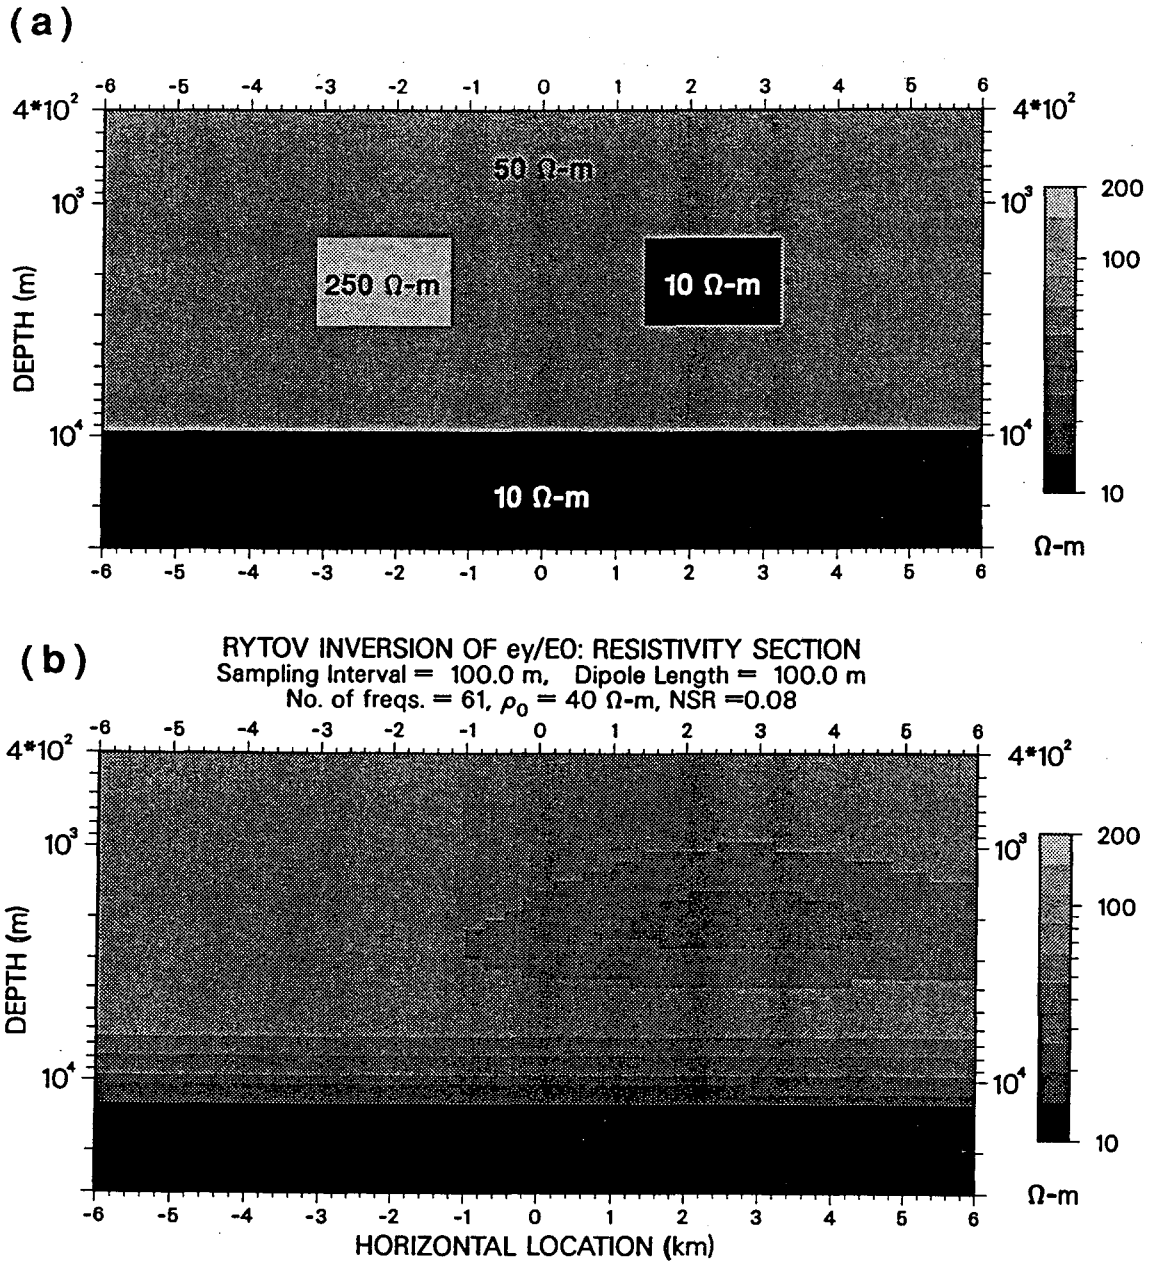 (a)
-6 -5 -4 -3 -2 -1 0 1 2 3 4 5 6
4*10² 4*10²
50 Ω-m
10³ 10³ 200
100
250 Ω-m 10 Ω-m
DEPTH (m)
10⁴ 10⁴
10 Ω-m 10
Ω-m
-6 -5 -4 -3 -2 -1 0 1 2 3 4 5 6
(b)
RYTOV INVERSION OF ey/E0: RESISTIVITY SECTION
Sampling Interval = 100.0 m, Dipole Length = 100.0 m
No. of freqs. = 61, ρ₀ = 40 Ω-m, NSR =0.08
-6 -5 -4 -3 -2 -1 0 1 2 3 4 5 6
4*10² 4*10²
10³ 10³ 200
100
DEPTH (m)
10⁴ 10⁴
10
Ω-m
-6 -5 -4 -3 -2 -1 0 1 2 3 4 5 6
HORIZONTAL LOCATION (km)